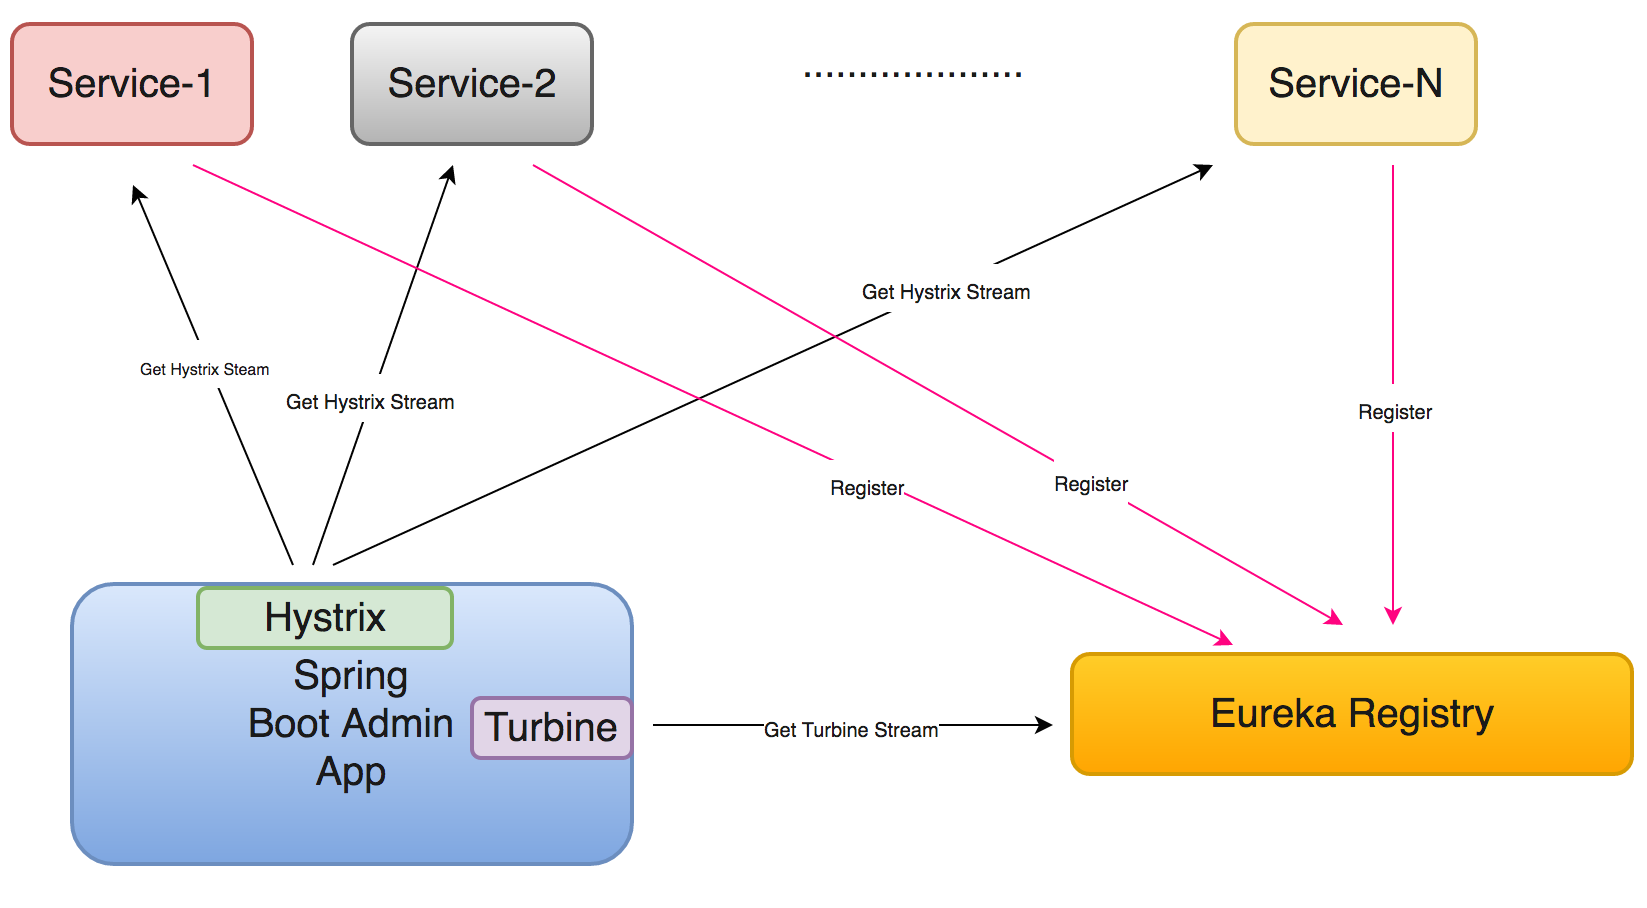 Service-1
Service-2
....................
Service-N
Get Hystrix Stream
Get Hystrix Steam
Get Hystrix Stream
Register
Register
Register
Hystrix
Spring
Boot Admin
App
Turbine
Get Turbine Stream
Eureka Registry